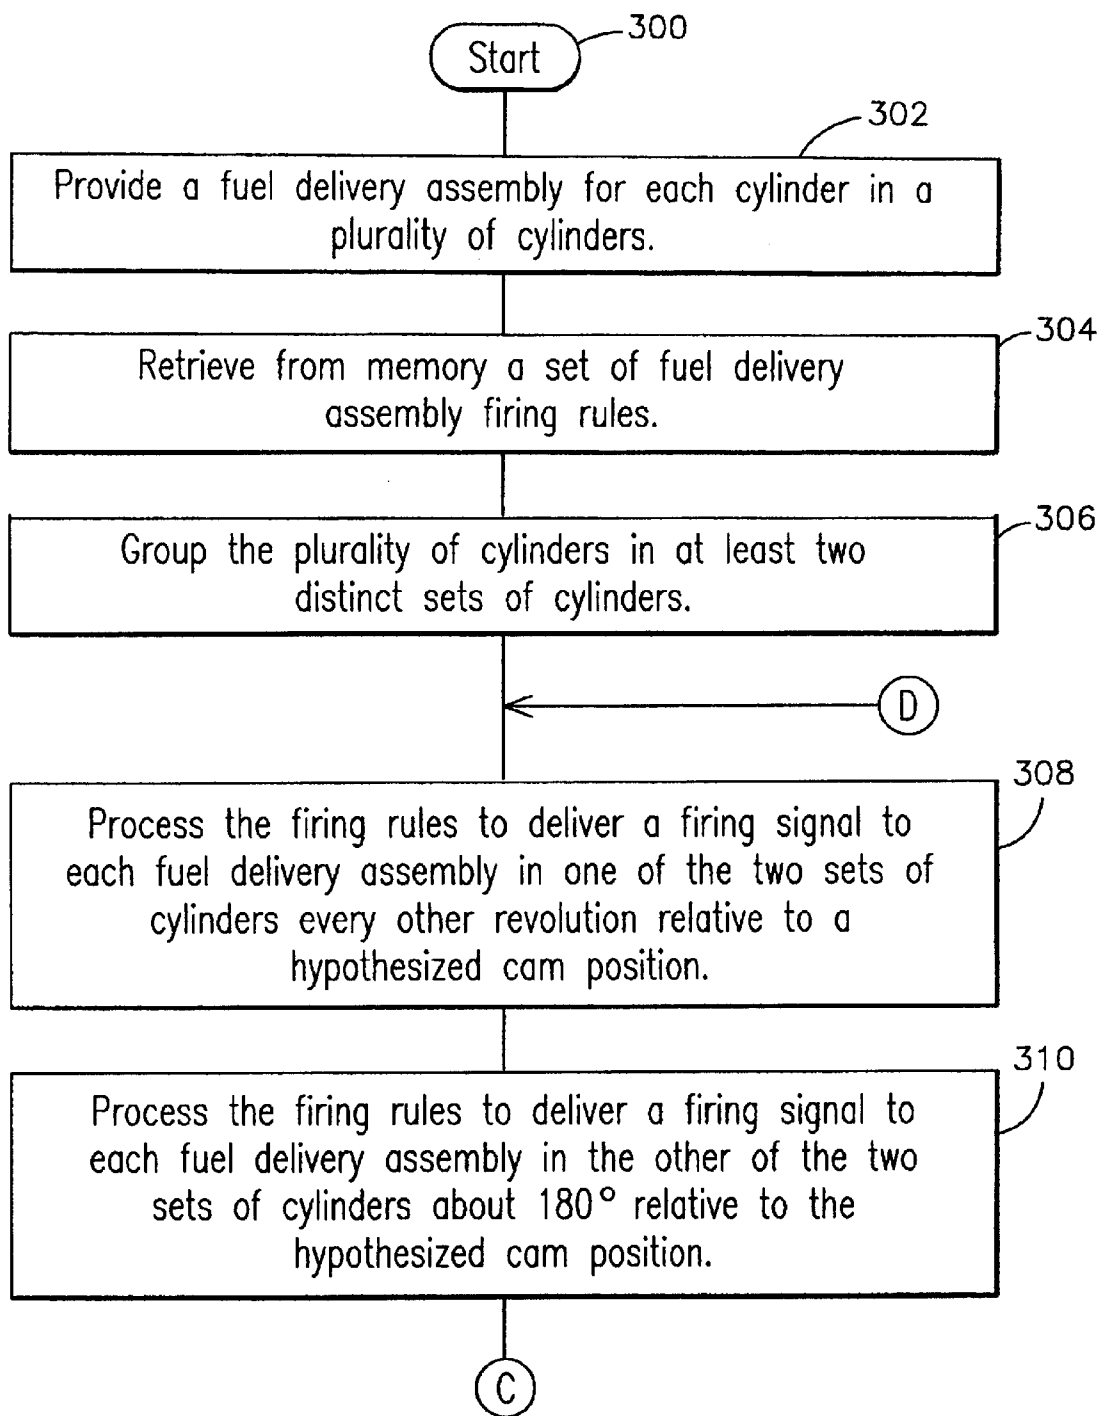 300
Start
302
Provide a fuel delivery assembly for each cylinder in a
plurality of cylinders.
304
Retrieve from memory a set of fuel delivery
assembly firing rules.
306
Group the plurality of cylinders in at least two
distinct sets of cylinders.
D
308
Process the firing rules to deliver a firing signal to
each fuel delivery assembly in one of the two sets of
cylinders every other revolution relative to a
hypothesized cam position.
310
Process the firing rules to deliver a firing signal to
each fuel delivery assembly in the other of the two
sets of cylinders about 180° relative to the
hypothesized cam position.
C